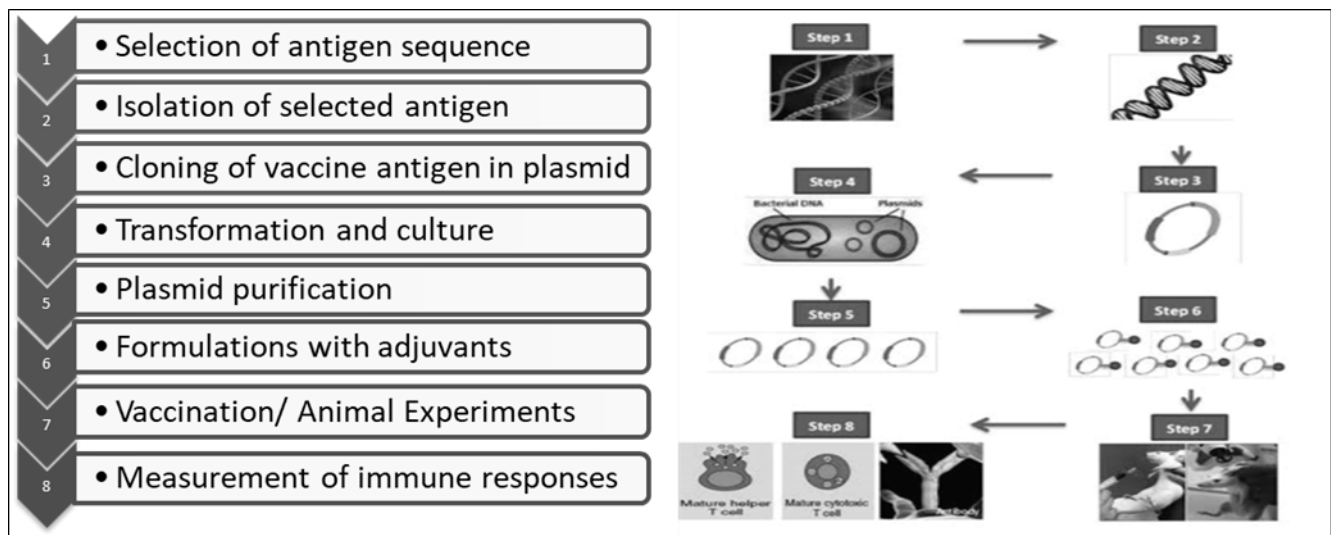 1
• Selection of antigen sequence
2
• Isolation of selected antigen
3
• Cloning of vaccine antigen in plasmid
4
• Transformation and culture
5
• Plasmid purification
6
• Formulations with adjuvants
7
• Vaccination/ Animal Experiments
8
• Measurement of immune responses
Step 1
Step 2
Step 4
Step 3
Bacterial DNA
Plasmids
Step 5
Step 6
Step 8
Step 7
Mature helper
T cell
Mature cytotoxic
T cell
Antibody